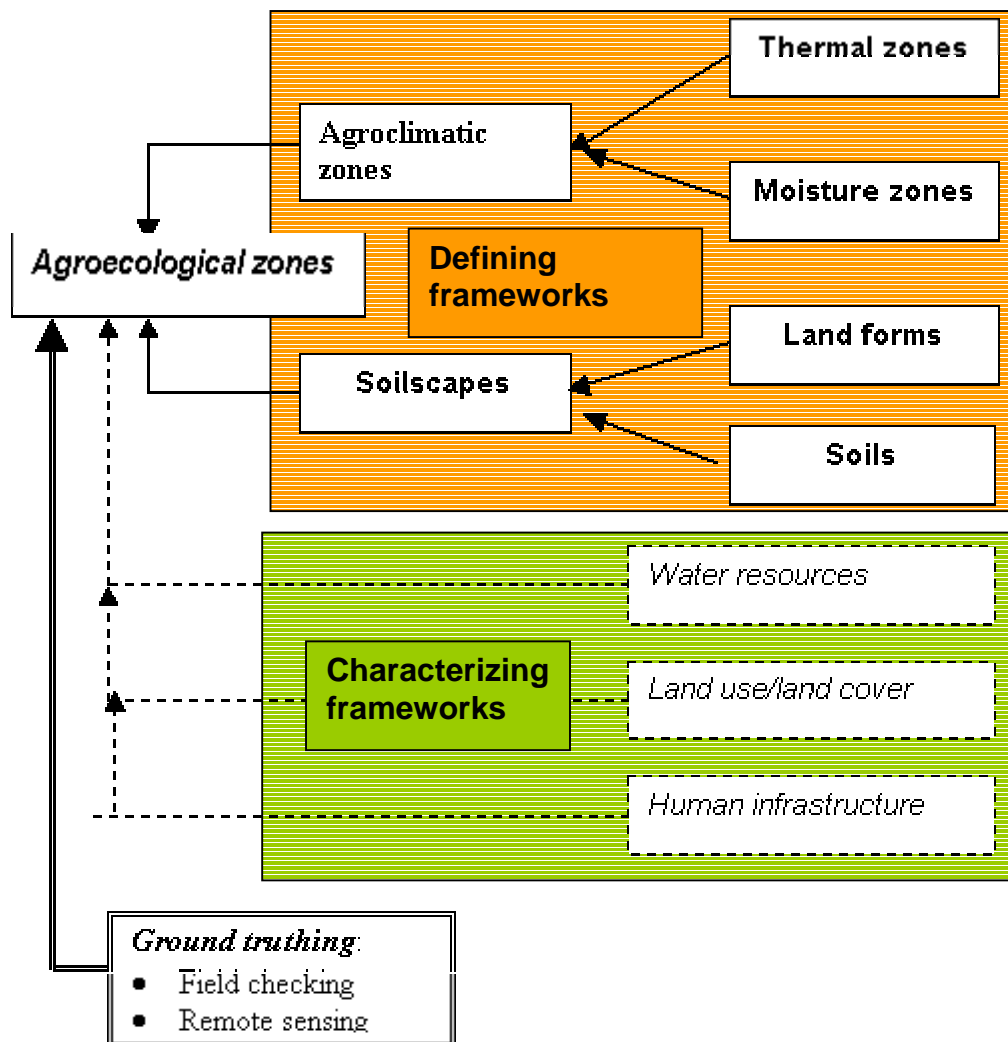 Thermal zones
Agroclimatic
zones
Moisture zones
Agroecological zones
Defining
frameworks
Land forms
Soilscapes
Soils
Water resources
Characterizing
frameworks
Land use/land cover
Human infrastructure
Ground truthing:
• Field checking
• Remote sensing